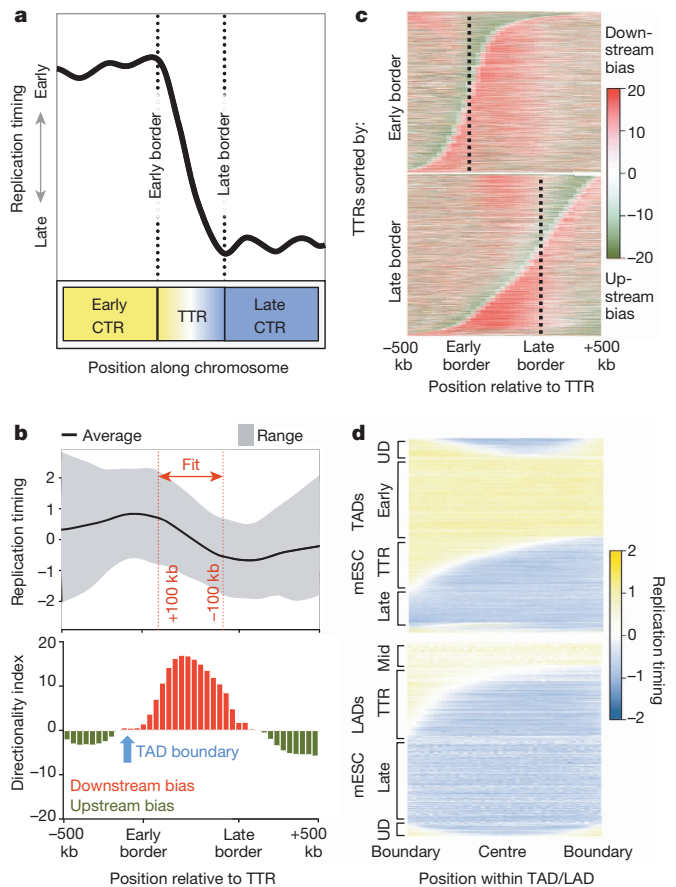 a
Replication timing
Early
Late
Early border
Late border
Early
CTR
TTR
Late
CTR
Position along chromosome
b
Average
Range
Replication timing
2
1
0
−1
−2
Fit
+100 kb
−100 kb
Directionality index
20
10
0
−10
−20
TAD boundary
Downstream bias
Upstream bias
−500
kb
Early
border
Late
border
+500
kb
Position relative to TTR
c
TTRs sorted by:
Early border
Late border
Down-
stream
bias
20
10
0
−10
−20
Up-
stream
bias
−500
kb
Early
border
Late
border
+500
kb
Position relative to TTR
d
mESC TADs
UD
Early
TTR
Late
mESC LADs
Mid
TTR
Late
UD
2
1
0
−1
−2
Replication timing
Boundary
Centre
Boundary
Position within TAD/LAD